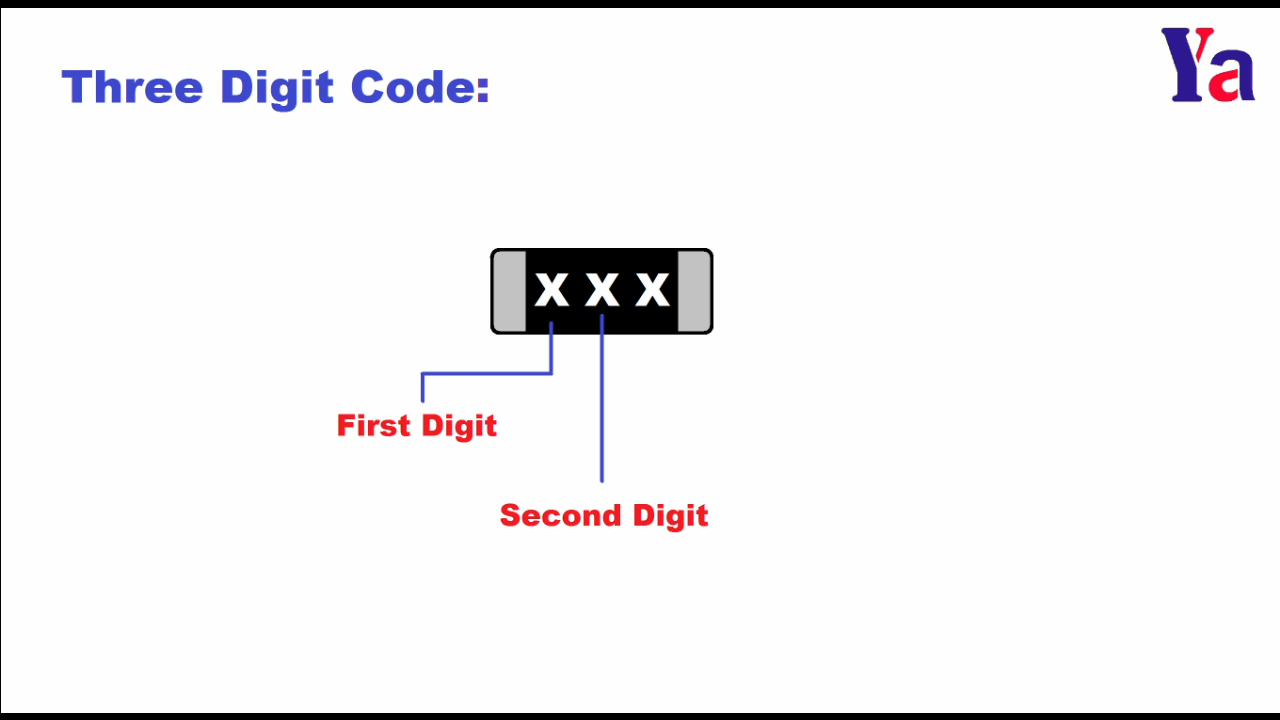 Three Digit Code:
Ya
X X X
First Digit
Second Digit